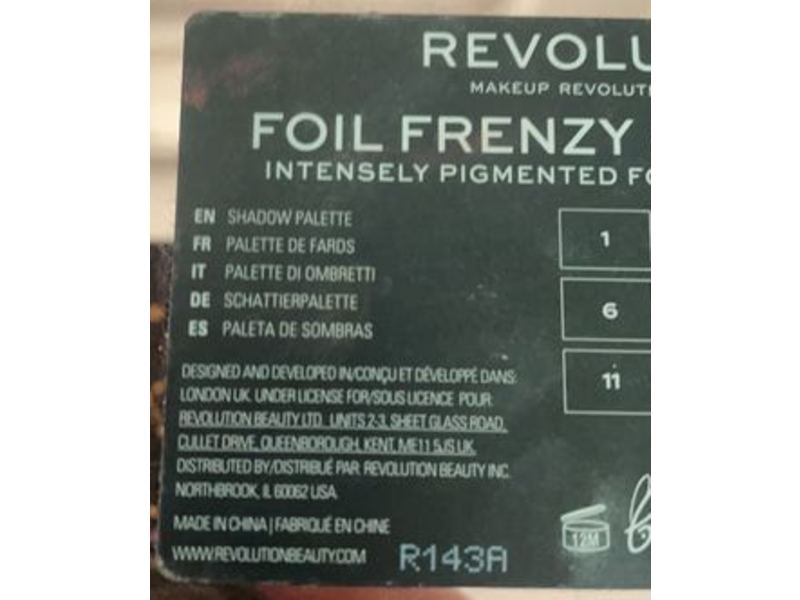 REVOLU
MAKEUP REVOLUTI
FOIL FRENZY
INTENSELY PIGMENTED FO
EN SHADOW PALETTE
FR PALETTE DE FARDS
IT PALETTE DI OMBRETTI
DE SCHATTIERPALETTE
ES PALETA DE SOMBRAS
1
6
11
DESIGNED AND DEVELOPED IN/CONÇU ET DÉVELOPPÉ DANS:
LONDON UK. UNDER LICENSE FOR/SOUS LICENCE POUR
REVOLUTION BEAUTY LTD. UNITS 2-3, SHEET GLASS ROAD,
CULLET DRIVE, QUEENBOROUGH, KENT, ME11 5JS UK.
DISTRIBUTED BY/DISTRIBUÉ PAR REVOLUTION BEAUTY INC.
NORTHBROOK, IL 60062 USA.
MADE IN CHINA | FABRIQUÉ EN CHINE
WWW.REVOLUTIONBEAUTY.COM
R143A
12M